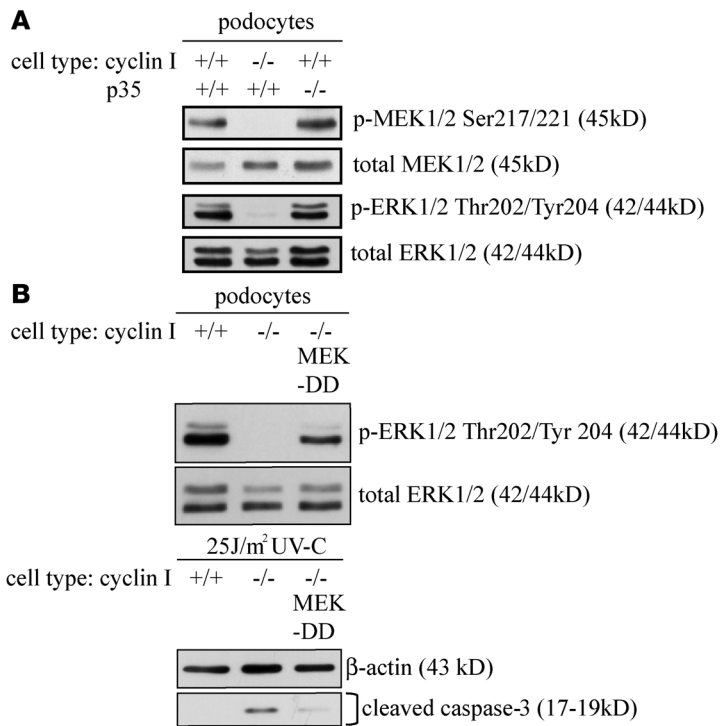 A
podocytes
cell type: cyclin I +/+ -/- +/+
p35 +/+ +/+ -/-
p-MEK1/2 Ser217/221 (45kD)
total MEK1/2 (45kD)
p-ERK1/2 Thr202/Tyr204 (42/44kD)
total ERK1/2 (42/44kD)
B
podocytes
cell type: cyclin I +/+ -/- -/-
MEK
-DD
p-ERK1/2 Thr202/Tyr 204 (42/44kD)
total ERK1/2 (42/44kD)
25J/m² UV-C
cell type: cyclin I +/+ -/- -/-
MEK
-DD
β-actin (43 kD)
cleaved caspase-3 (17-19kD)